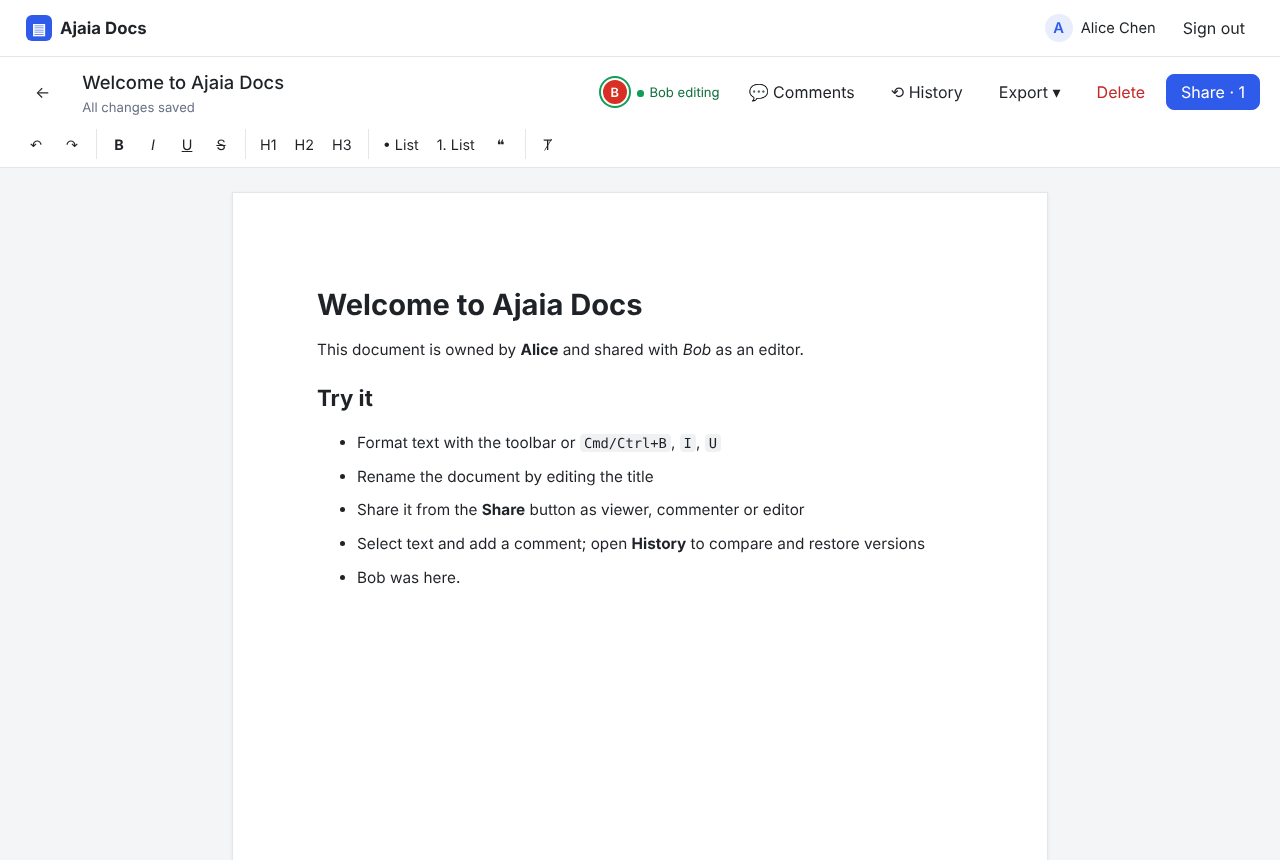 Ajaia Docs
A Alice Chen Sign out
← Welcome to Ajaia Docs
All changes saved
B Bob editing 💬 Comments ⟲ History Export ▾ Delete Share · 1
↶ ↷ B I U S H1 H2 H3 • List 1. List ❝ T
Welcome to Ajaia Docs
This document is owned by Alice and shared with Bob as an editor.
Try it
• Format text with the toolbar or Cmd/Ctrl+B, I, U
• Rename the document by editing the title
• Share it from the Share button as viewer, commenter or editor
• Select text and add a comment; open History to compare and restore versions
• Bob was here.